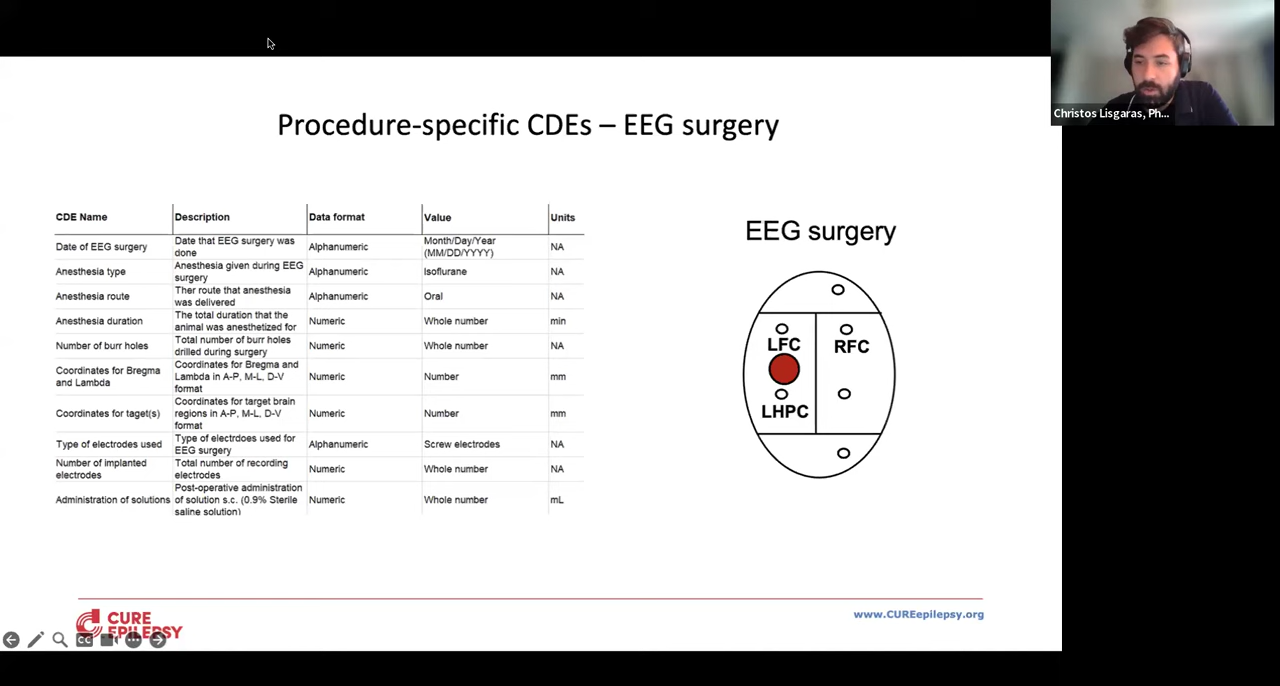 Christos Lisgaras, Ph...
Procedure-specific CDEs – EEG surgery
CDE Name Description Data format Value Units
Date of EEG surgery Date that EEG surgery was done Alphanumeric Month/Day/Year (MM/DD/YYYY) NA
Anesthesia type Anesthesia given during EEG surgery Alphanumeric Isoflurane NA
Anesthesia route Ther route that anesthesia was delivered Alphanumeric Oral NA
Anesthesia duration The total duration that the animal was anesthetized for Numeric Whole number min
Number of burr holes Total number of burr holes drilled during surgery Numeric Whole number NA
Coordinates for Bregma and Lambda Coordinates for Bregma and Lambda in A-P, M-L, D-V format Numeric Number mm
Coordinates for taget(s) Coordinates for target brain regions in A-P, M-L, D-V format Numeric Number mm
Type of electrodes used Type of electrdoes used for EEG surgery Alphanumeric Screw electrodes NA
Number of implanted electrodes Total number of recording electrodes Numeric Whole number NA
Administration of solutions Post-operative administration of solution s.c. (0.9% Sterile saline solution) Numeric Whole number mL
EEG surgery
LFC
RFC
LHPC
CURE
EPILEPSY
CC
www.CUREepilepsy.org